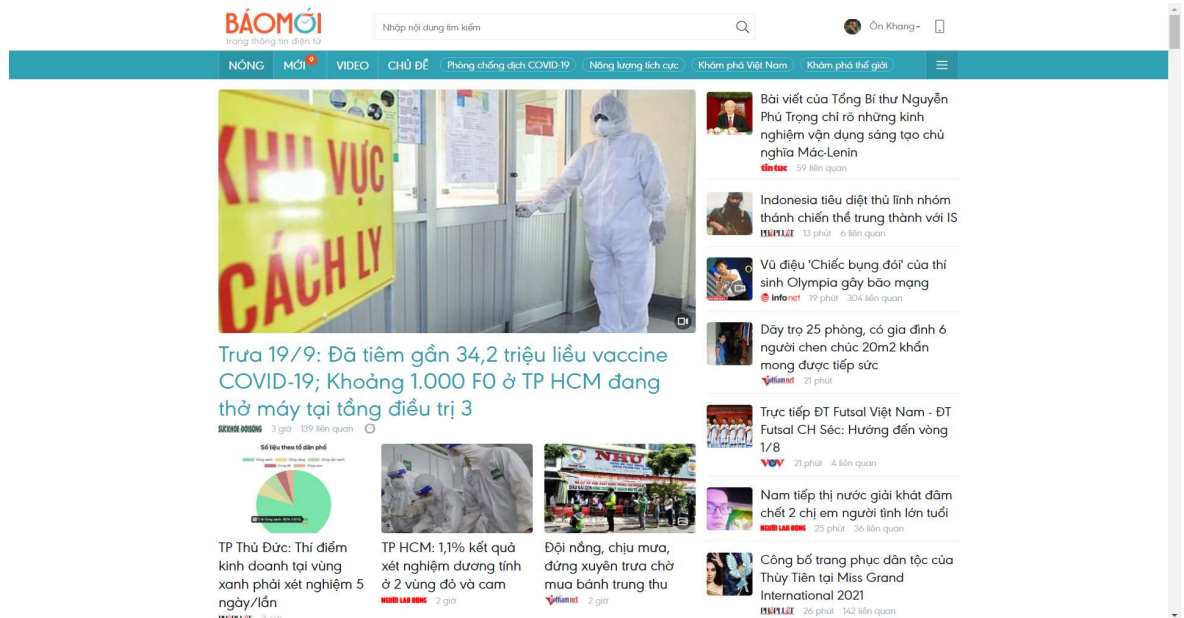 BÁOMỚI
trang thông tin điện tử
Nhập nội dung tìm kiếm
Ôn Khang
NÓNG MỚI 9 VIDEO CHỦ ĐỀ Phòng chống dịch COVID-19 Năng lượng tích cực Khám phá Việt Nam Khám phá thế giới
KHU VỰC
CÁCH LY
Trưa 19/9: Đã tiêm gần 34,2 triệu liều vaccine
COVID-19; Khoảng 1.000 F0 ở TP HCM đang
thở máy tại tầng điều trị 3
SỨC KHỎE ĐỜI SỐNG 3 giờ 139 liên quan
Số liệu theo tổ dân phố
TP Thủ Đức: Thí điểm
kinh doanh tại vùng
xanh phải xét nghiệm 5
ngày/lần
TP HCM: 1,1% kết quả
xét nghiệm dương tính
ở 2 vùng đỏ và cam
NGƯỜI LAO ĐỘNG 2 giờ
NHƯ
Đội nắng, chịu mưa,
đứng xuyên trưa chờ
mua bánh trung thu
vietnamnet 2 giờ
Bài viết của Tổng Bí thư Nguyễn
Phú Trọng chỉ rõ những kinh
nghiệm vận dụng sáng tạo chủ
nghĩa Mác-Lenin
tin tức 59 liên quan
Indonesia tiêu diệt thủ lĩnh nhóm
thánh chiến thề trung thành với IS
PHÁP LUẬT 13 phút 6 liên quan
Vũ điệu 'Chiếc bụng đói' của thí
sinh Olympia gây bão mạng
infonet 19 phút 304 liên quan
Dãy trọ 25 phòng, có gia đình 6
người chen chúc 20m2 khẩn
mong được tiếp sức
vietnamnet 21 phút
Trực tiếp ĐT Futsal Việt Nam - ĐT
Futsal CH Séc: Hướng đến vòng
1/8
VOV 21 phút 4 liên quan
Nam tiếp thị nước giải khát đâm
chết 2 chị em người tình lớn tuổi
NGƯỜI LAO ĐỘNG 25 phút 36 liên quan
Công bố trang phục dân tộc của
Thùy Tiên tại Miss Grand
International 2021
PHÁP LUẬT 26 phút 142 liên quan